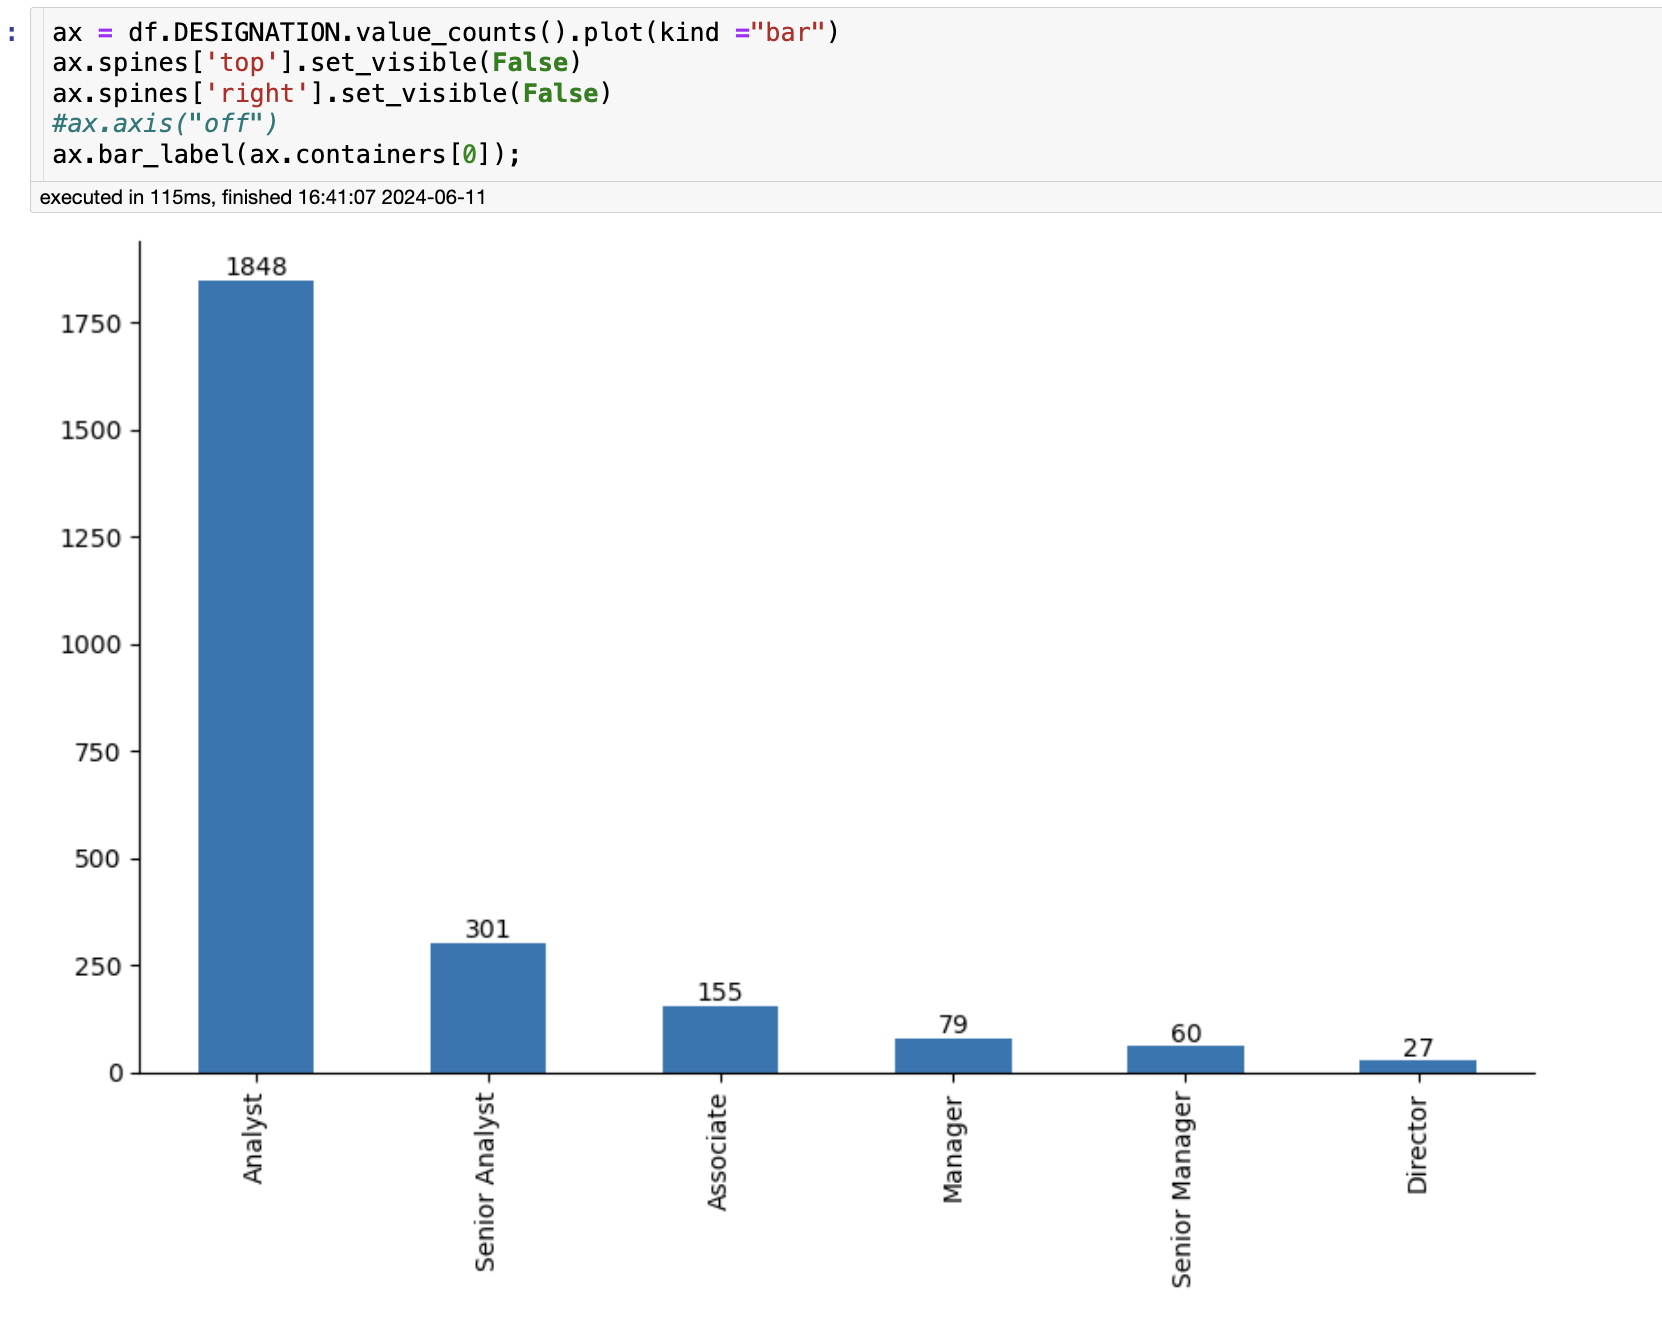 :
ax = df.DESIGNATION.value_counts().plot(kind ="bar")
ax.spines['top'].set_visible(False)
ax.spines['right'].set_visible(False)
#ax.axis("off")
ax.bar_label(ax.containers[0]);
executed in 115ms, finished 16:41:07 2024-06-11
1848
1750
1500
1250
1000
750
500
301
250
155
79
60
27
0
Analyst
Senior Analyst
Associate
Manager
Senior Manager
Director